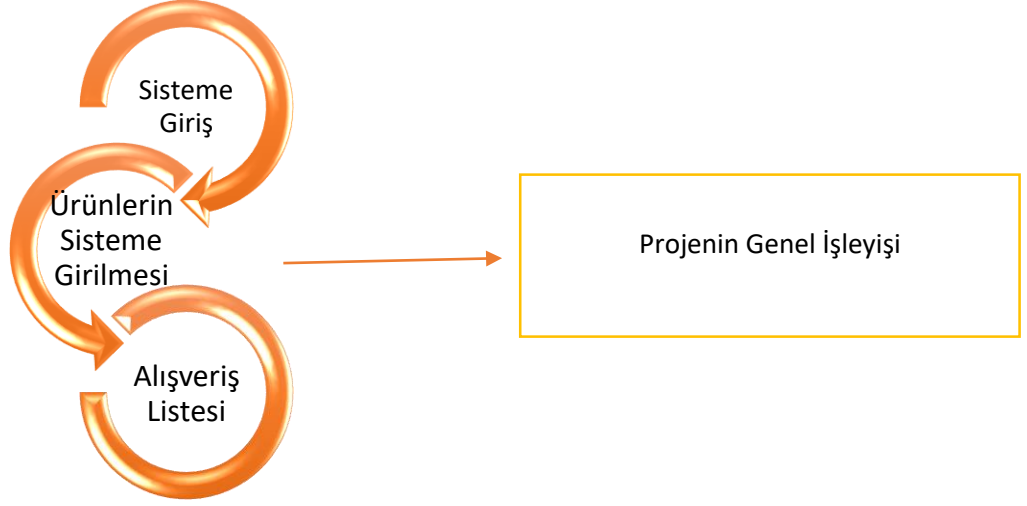 Sisteme
Giriş
Ürünlerin
Sisteme
Girilmesi
Alışveriş
Listesi
Projenin Genel İşleyişi